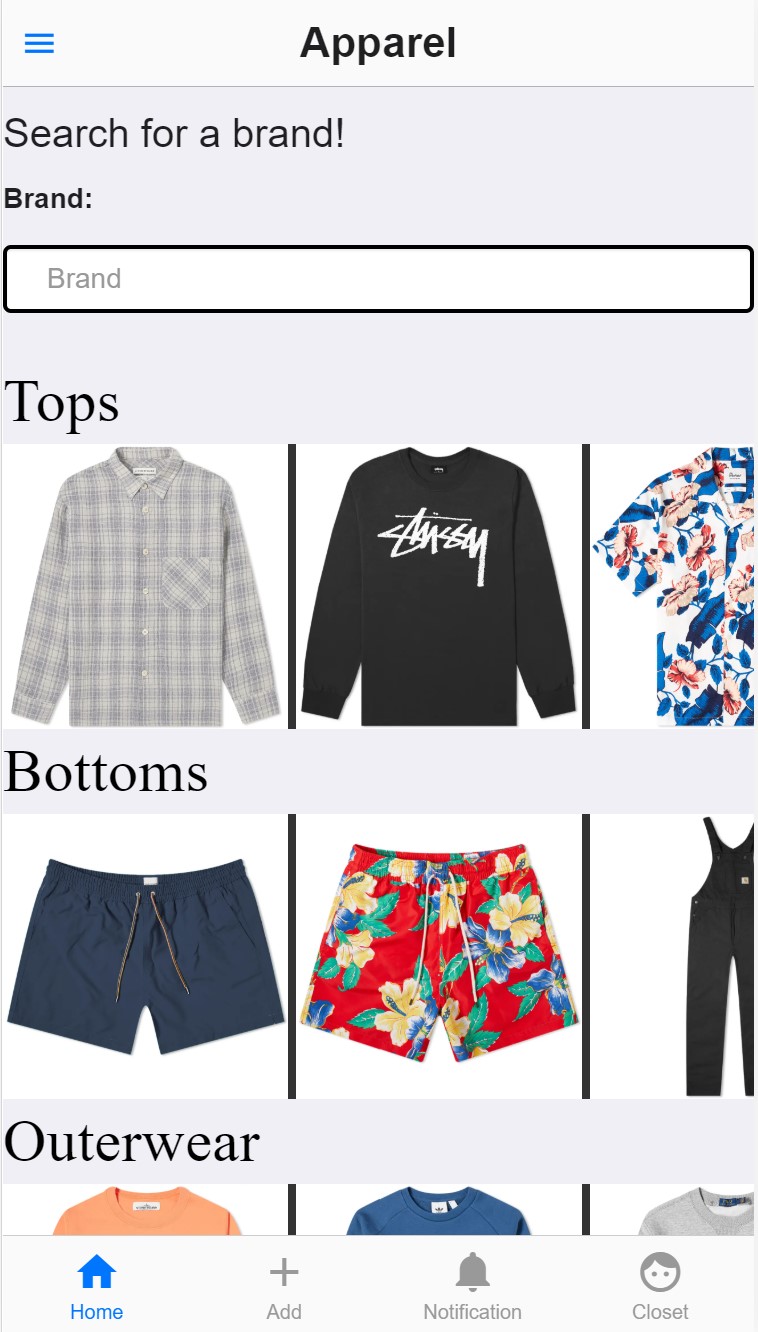 Apparel
Search for a brand!
Brand:
Brand
Tops
Stüssy
Bottoms
Outerwear
Home
Add
Notification
Closet